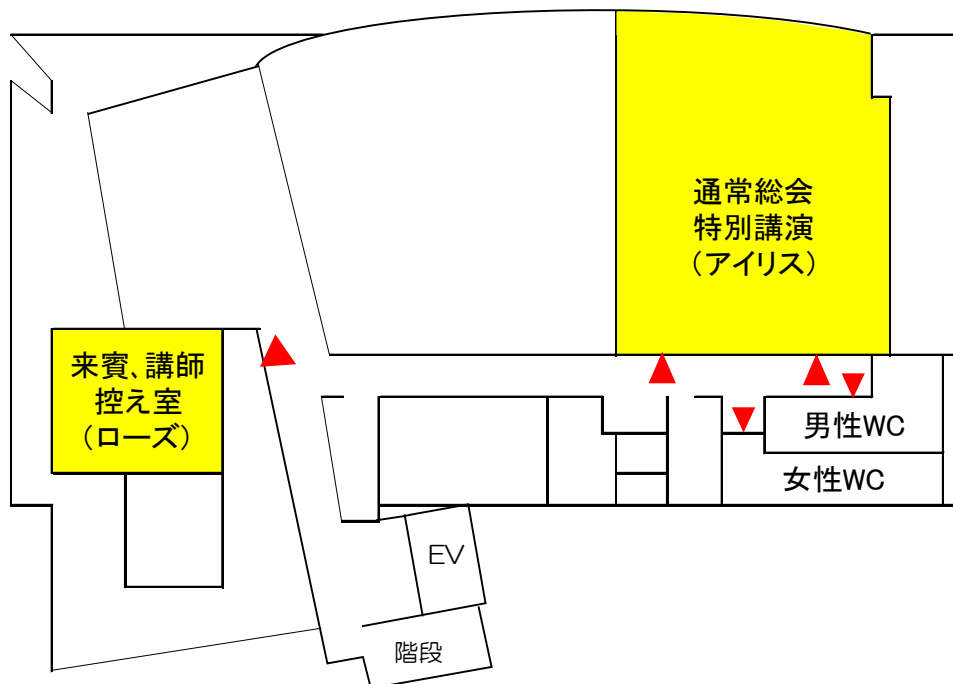 通常総会
特別講演
（アイリス）
来賓、講師
控え室
（ローズ）
男性WC
女性WC
EV
階段